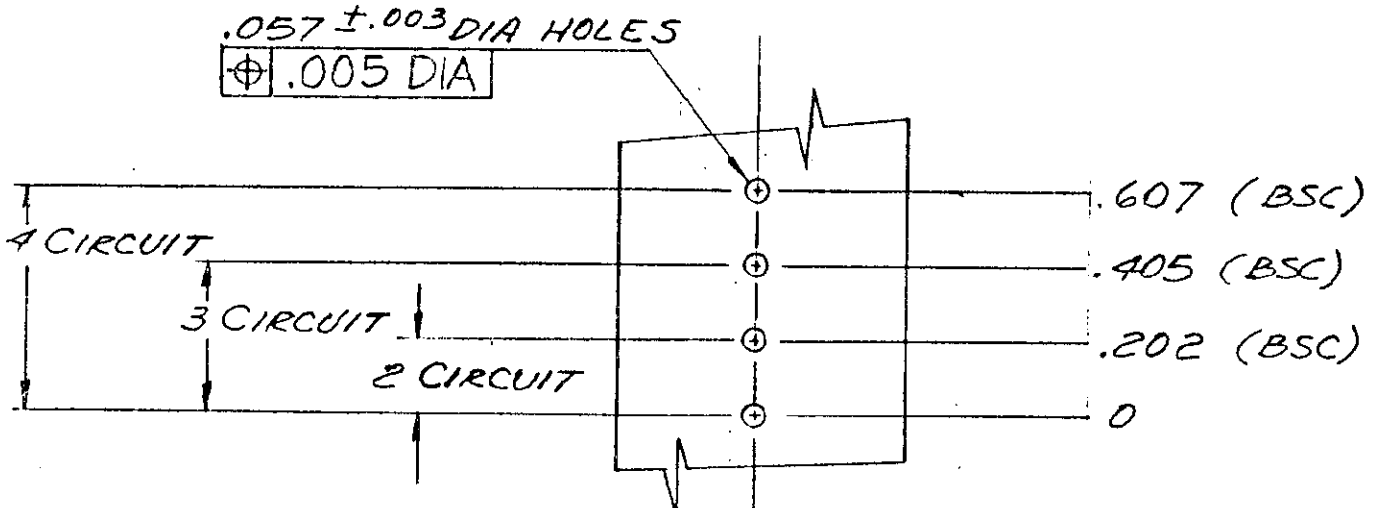 .057 ±.003 DIA HOLES
⌖ .005 DIA
.607 (BSC)
4 CIRCUIT
.405 (BSC)
3 CIRCUIT
.202 (BSC)
2 CIRCUIT
0